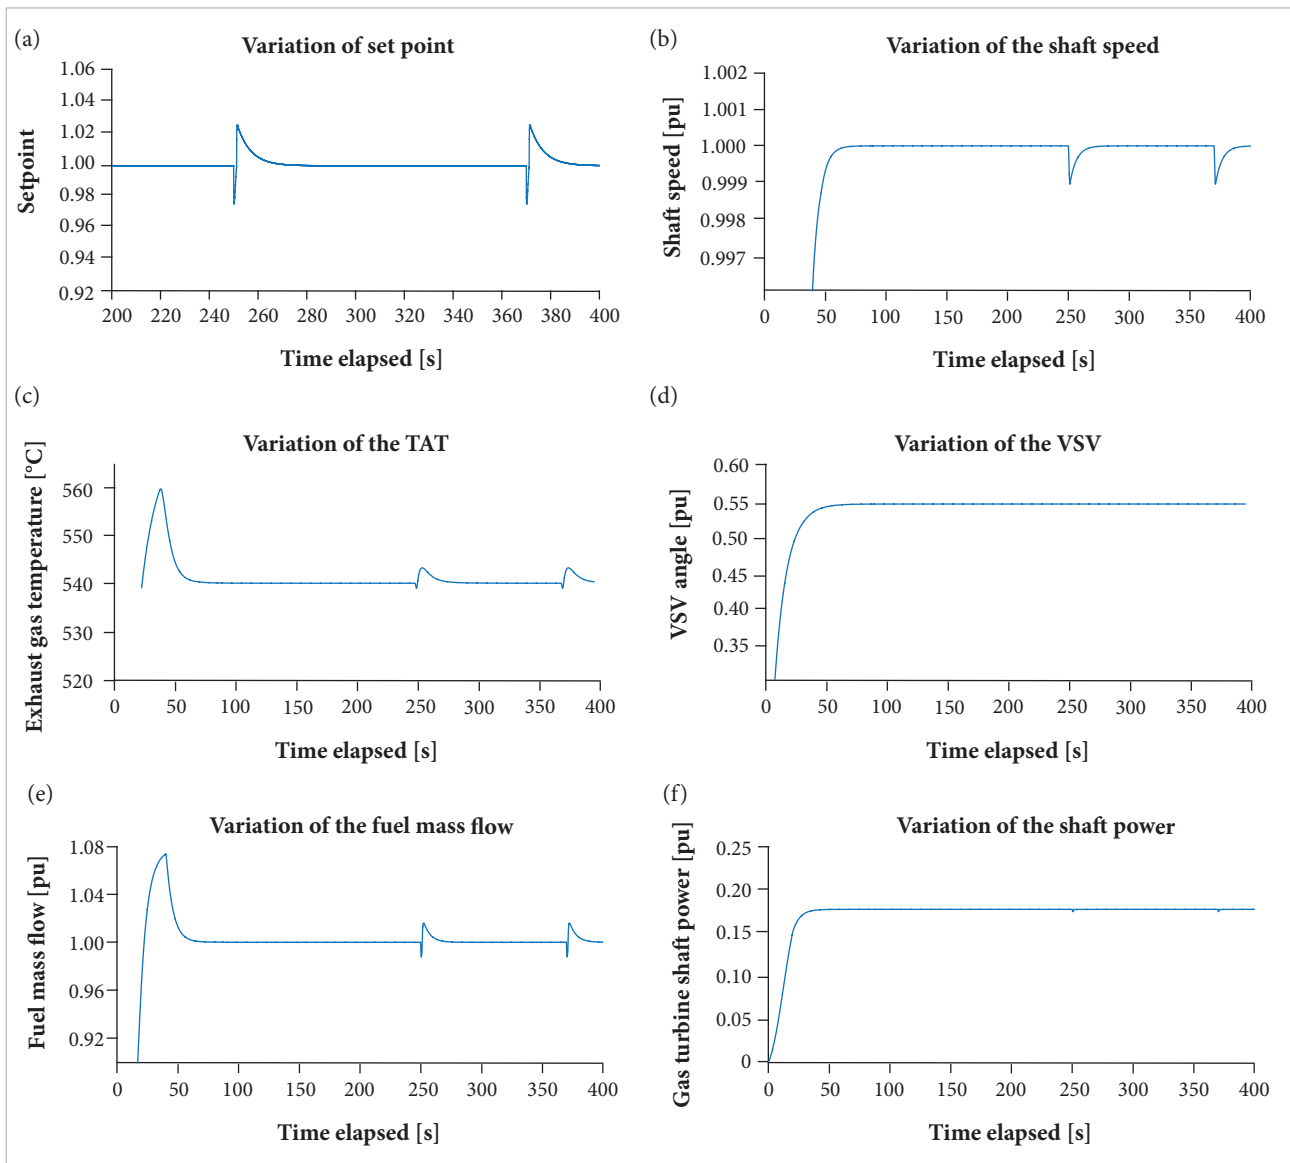 (a)
Variation of set point
1.06
1.04
1.02
1.00
0.98
0.96
0.94
0.92
Setpoint
200 220 240 260 280 300 320 340 360 380 400
Time elapsed [s]
(b)
Variation of the shaft speed
1.002
1.001
1.000
0.999
0.998
0.997
Shaft speed [pu]
0 50 100 150 200 250 300 350 400
Time elapsed [s]
(c)
Variation of the TAT
560
550
540
530
520
Exhaust gas temperature [°C]
0 50 100 150 200 250 300 350 400
Time elapsed [s]
(d)
Variation of the VSV
0.60
0.55
0.50
0.45
0.40
0.35
VSV angle [pu]
0 50 100 150 200 250 300 350 400
Time elapsed [s]
(e)
Variation of the fuel mass flow
1.08
1.04
1.00
0.96
0.92
Fuel mass flow [pu]
0 50 100 150 200 250 300 350 400
Time elapsed [s]
(f)
Variation of the shaft power
0.25
0.20
0.15
0.10
0.05
0
Gas turbine shaft power [pu]
0 50 100 150 200 250 300 350 400
Time elapsed [s]